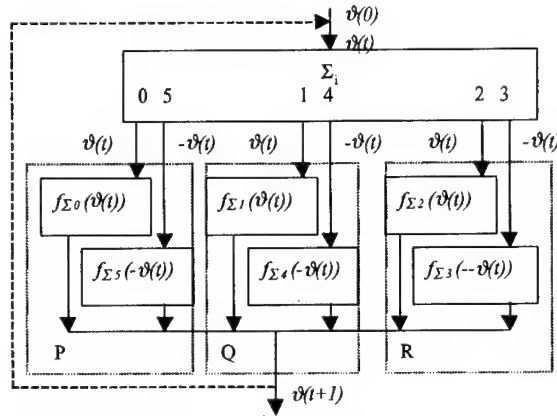 ϑ(0)
ϑ(t)
Σi
0 5 1 4 2 3
ϑ(t) -ϑ(t) ϑ(t) -ϑ(t) ϑ(t) -ϑ(t)
fΣ0(ϑ(t)) fΣ1(ϑ(t)) fΣ2(ϑ(t))
fΣ5(-ϑ(t)) fΣ4(-ϑ(t)) fΣ3(--ϑ(t))
P Q R
ϑ(t+1)